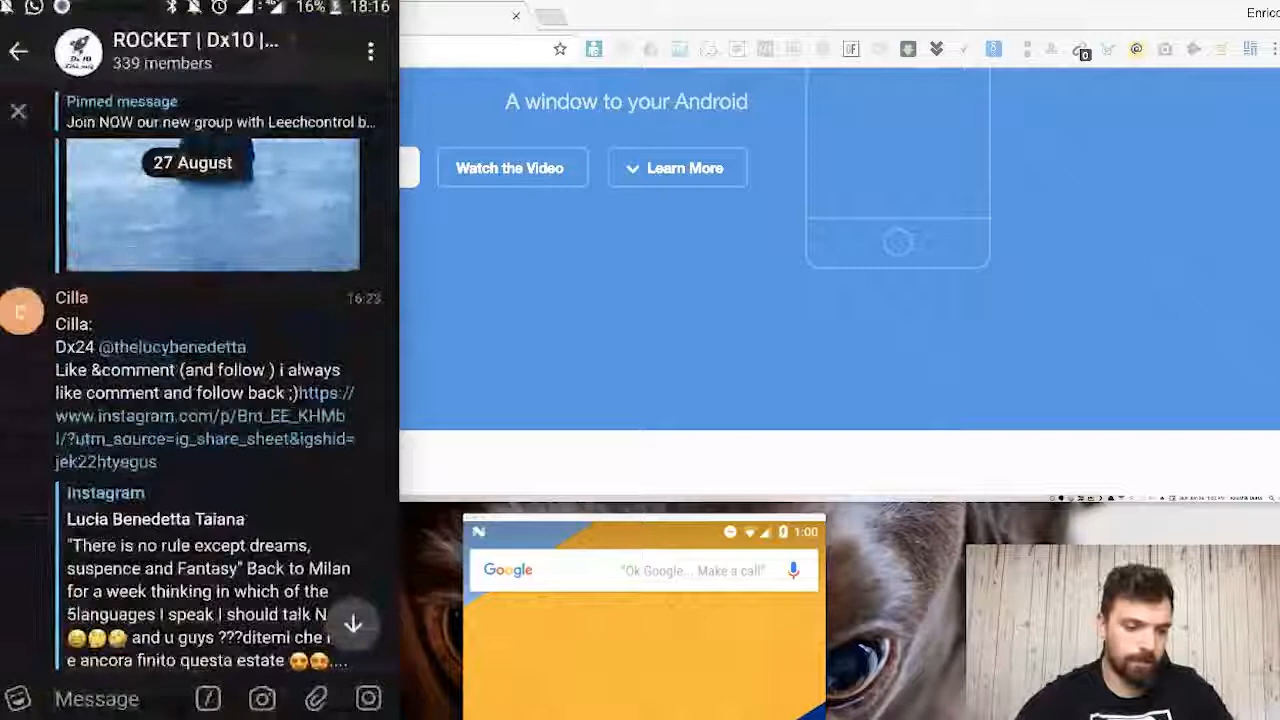 16% 18:16
ROCKET | Dx10 |...
339 members
Pinned message
Join NOW our new group with Leechcontrol b...
27 August
Cilla
16:23
Cilla:
Dx24 @thelucybenedetta
Like &comment (and follow ) i always
like comment and follow back ;)https://
www.instagram.com/p/Bm_EE_KHMb
I/?utm_source=ig_share_sheet&igshid=
jek22htyegus
Instagram
Lucia Benedetta Taiana
"There is no rule except dreams,
suspence and Fantasy" Back to Milan
for a week thinking in which of the
5languages I speak I should talk N
😅🤔🤔 and u guys ???ditemi che
e ancora finito questa estate 😍😍....
Message
Enrico
A window to your Android
Watch the Video
Learn More
1:00
Google
"Ok Google... Make a call"